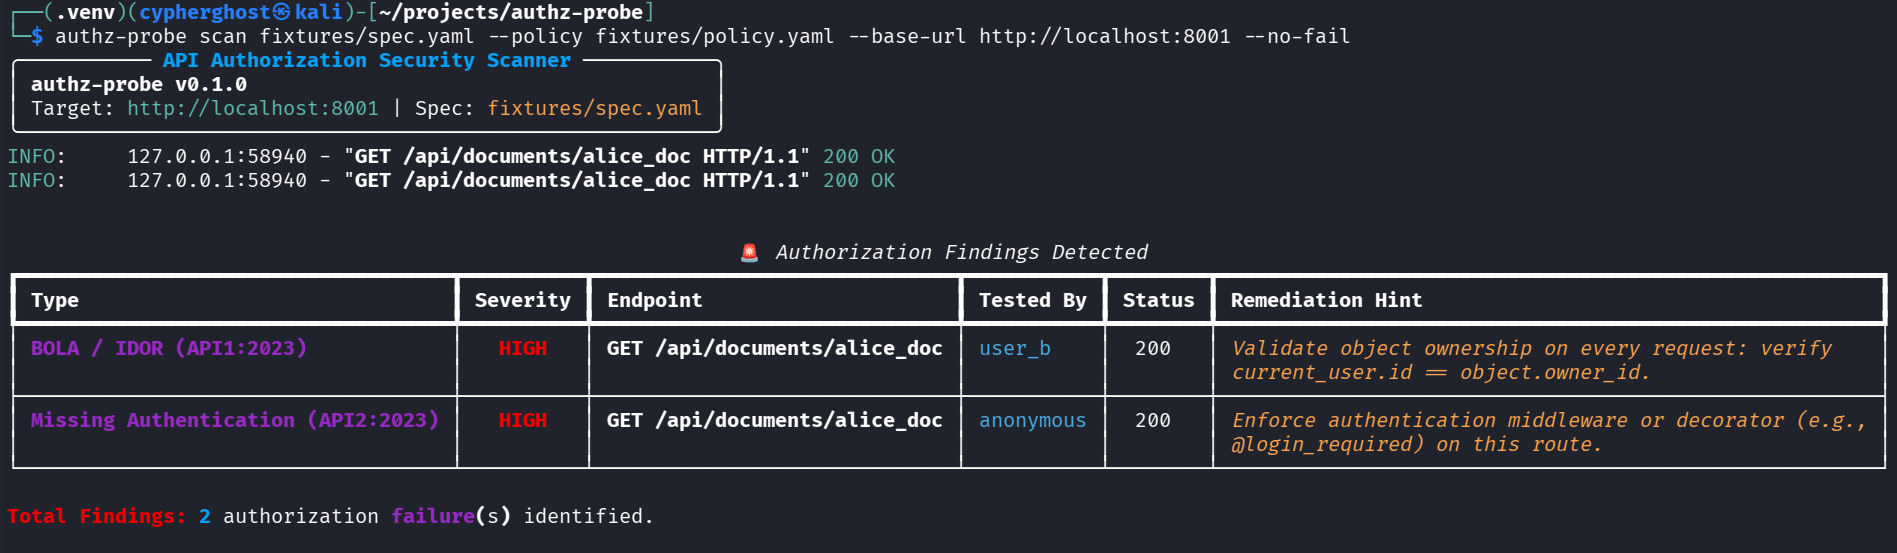 (.venv)(cypherghost㉿kali)-[~/projects/authz-probe]
$ authz-probe scan fixtures/spec.yaml --policy fixtures/policy.yaml --base-url http://localhost:8001 --no-fail
API Authorization Security Scanner
authz-probe v0.1.0
Target: http://localhost:8001 | Spec: fixtures/spec.yaml
INFO: 127.0.0.1:58940 - "GET /api/documents/alice_doc HTTP/1.1" 200 OK
INFO: 127.0.0.1:58940 - "GET /api/documents/alice_doc HTTP/1.1" 200 OK
🚨 Authorization Findings Detected
Type Severity Endpoint Tested By Status Remediation Hint
BOLA / IDOR (API1:2023) HIGH GET /api/documents/alice_doc user_b 200 Validate object ownership on every request: verify
current_user.id == object.owner_id.
Missing Authentication (API2:2023) HIGH GET /api/documents/alice_doc anonymous 200 Enforce authentication middleware or decorator (e.g.,
@login_required) on this route.
Total Findings: 2 authorization failure(s) identified.